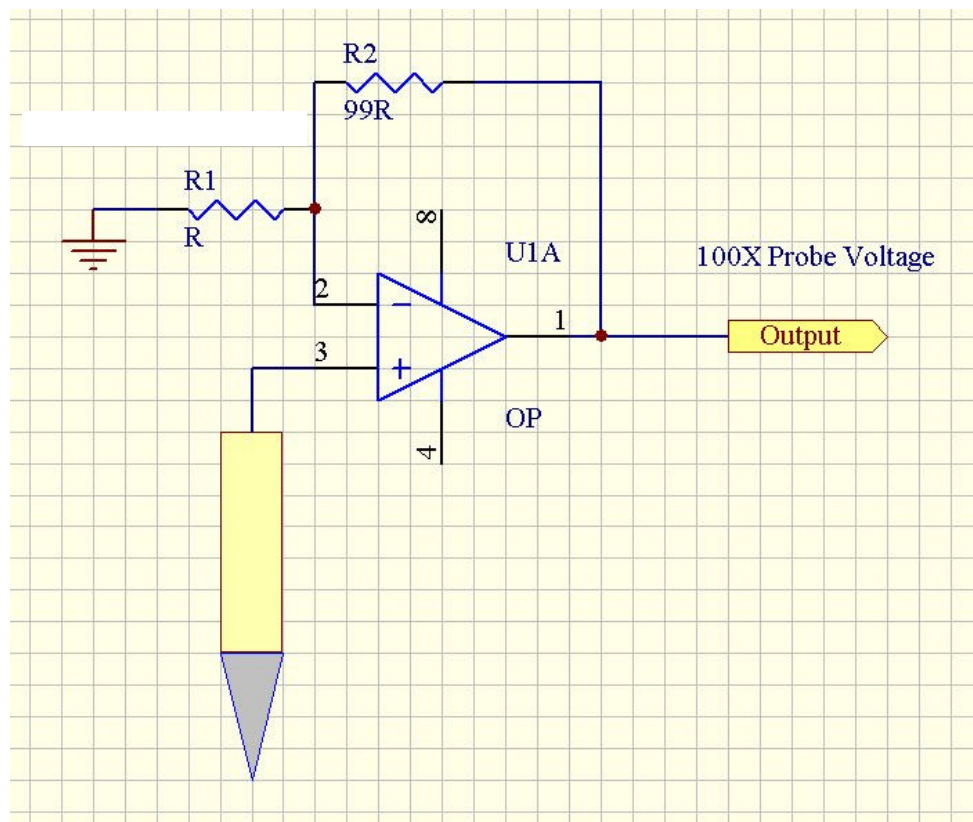 R2
99R
R1
R
8
U1A
100X Probe Voltage
2
−
1
Output
3
+
OP
4